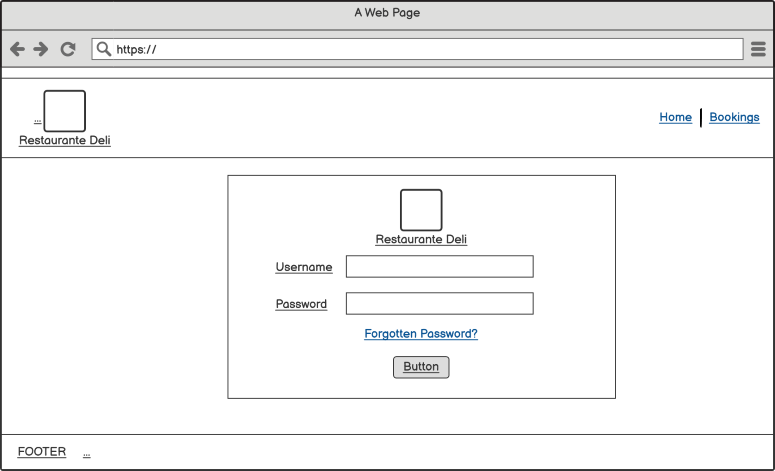 A Web Page
https://
...
Restaurante Deli
Home
Bookings
Restaurante Deli
Username
Password
Forgotten Password?
Button
FOOTER ...